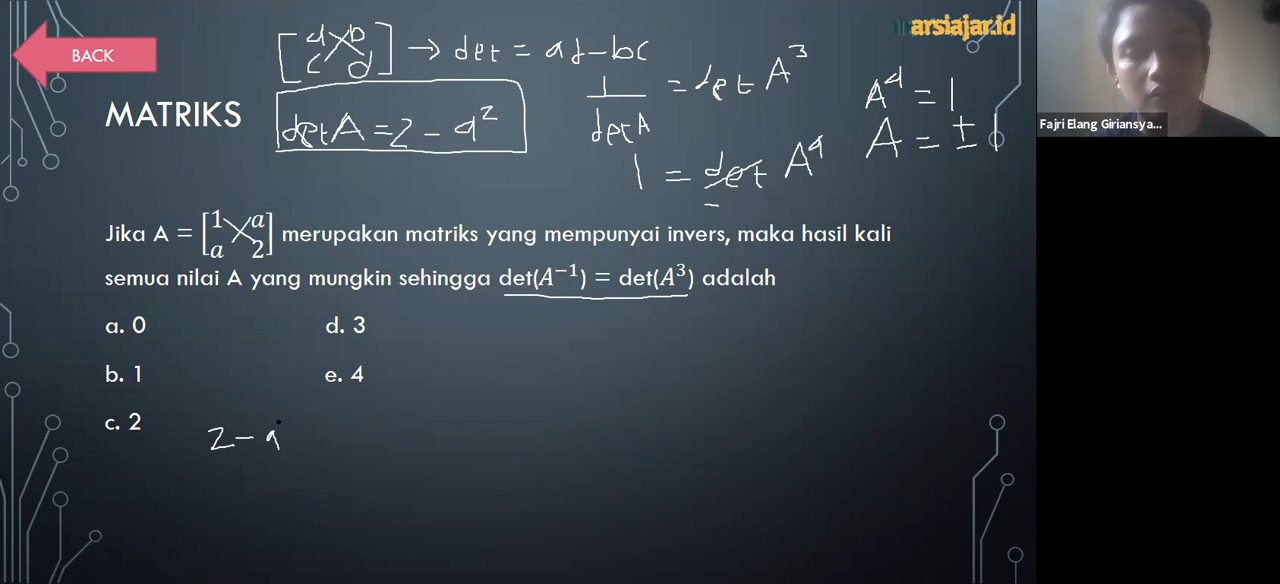 BACK
MATRIKS
[a b
c d] → det = ad - bc
det A = 2 - a²
1/det A = det A³
1 = det A⁴
A⁴ = 1
A = ± 1
arsiajar.id
Fajri Elang Giriansya...
Jika A = [1 a
a 2] merupakan matriks yang mempunyai invers, maka hasil kali
semua nilai A yang mungkin sehingga det(A⁻¹) = det(A³) adalah
a. 0
d. 3
b. 1
e. 4
c. 2
2 - a